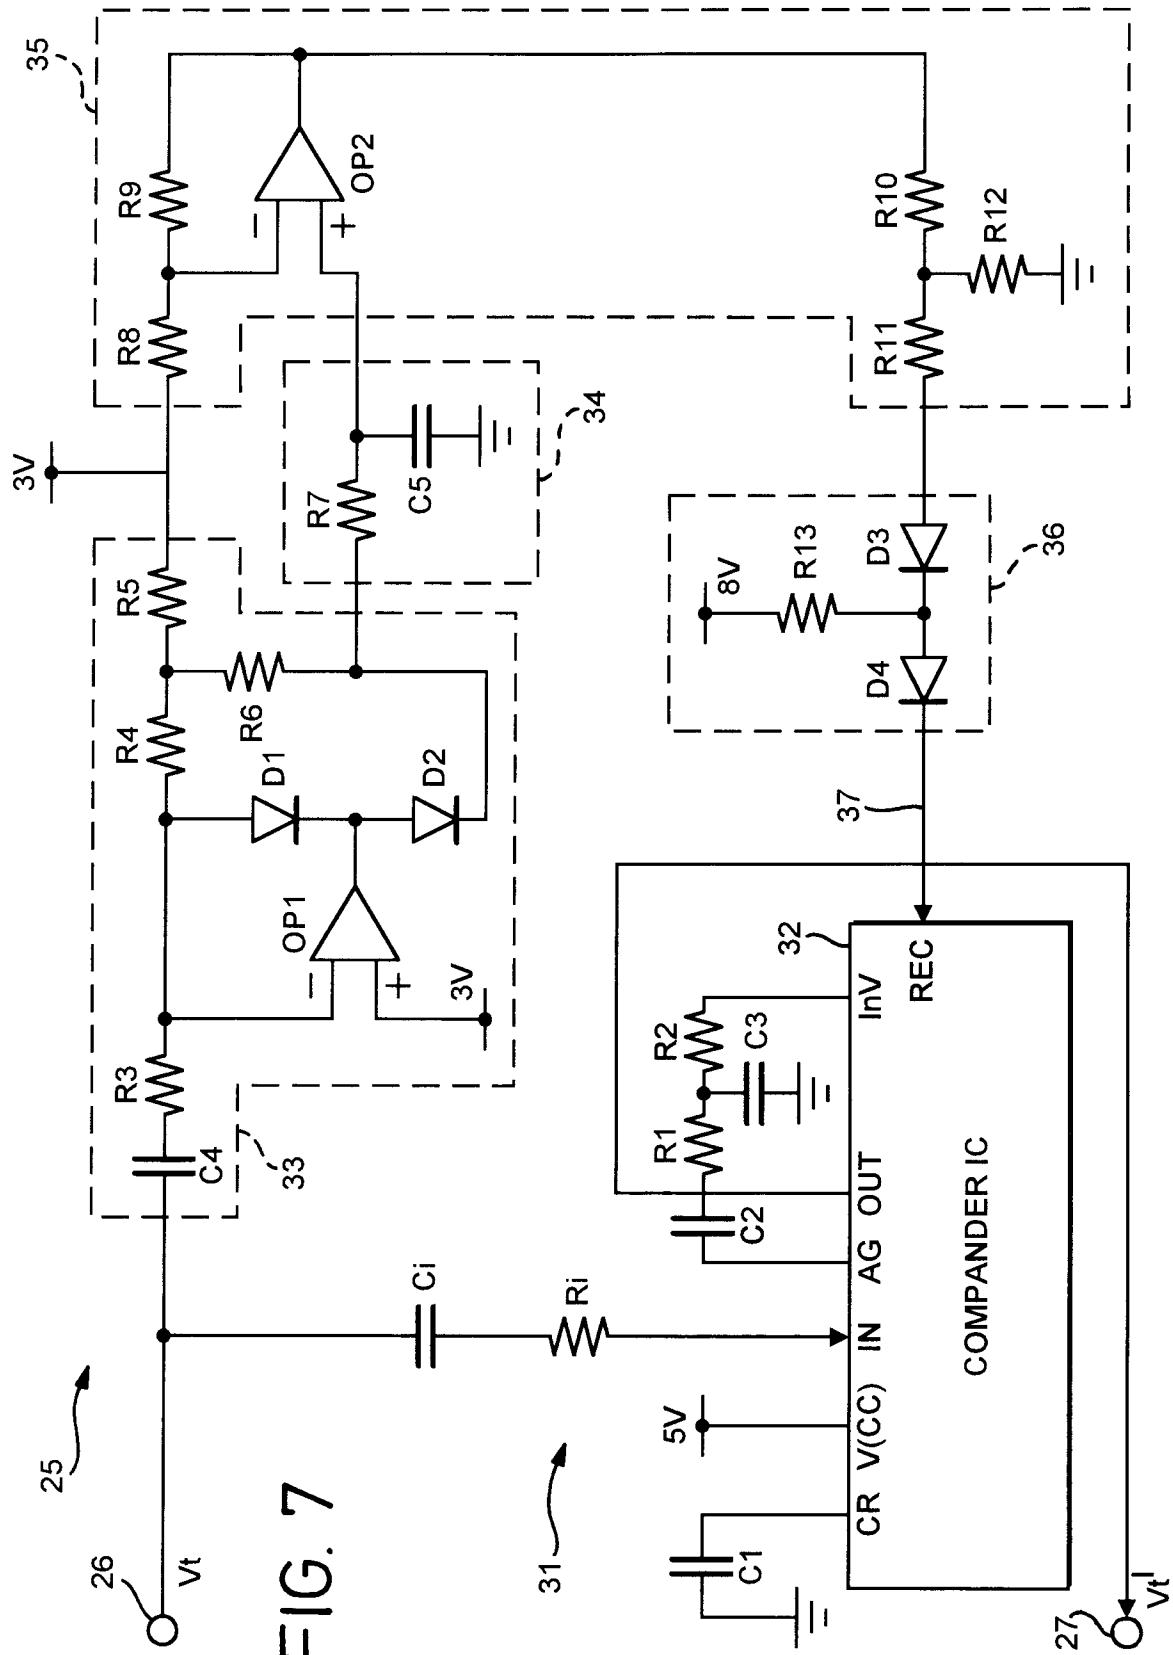 FIG. 7
25
26
Vt
C4
33
R3
R4
R5
R6
D1
D2
OP1
3V
3V
R7
C5
34
R8
R9
OP2
35
R10
R11
R12
8V
R13
D3
D4
36
37
Ci
Ri
31
5V
C1
C2
R1
R2
C3
32
CR V(CC) IN AG OUT InV
REC
COMPANDER IC
27
Vt'